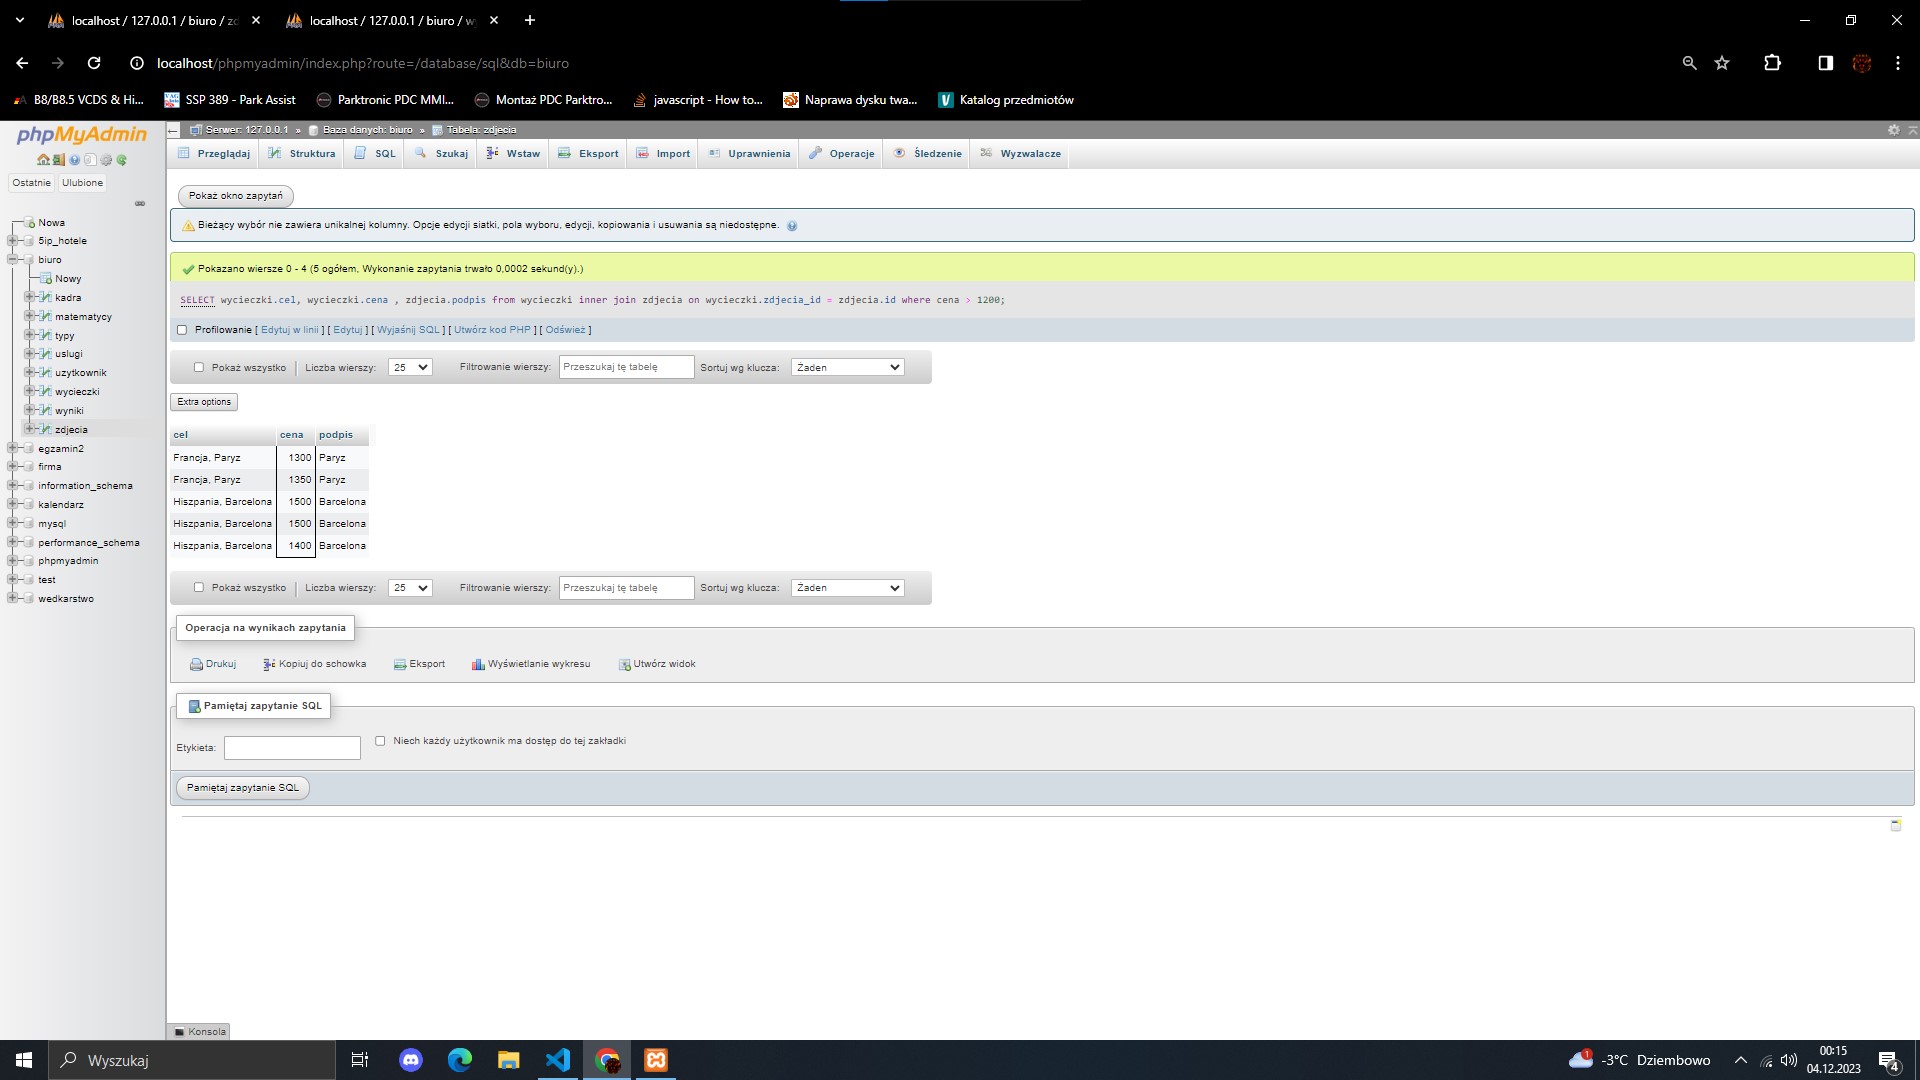 localhost / 127.0.0.1 / biuro / zd
localhost / 127.0.0.1 / biuro / wy
localhost/phpmyadmin/index.php?route=/database/sql&db=biuro
B8/B8.5 VCDS & Hi...
SSP 389 - Park Assist
Parktronic PDC MMI...
Montaż PDC Parktro...
javascript - How to...
Naprawa dysku twa...
Katalog przedmiotów
phpMyAdmin
Ostatnie
Ulubione
Nowa
5ip_hotele
biuro
Nowy
kadra
matematycy
typy
uslugi
uzytkownik
wycieczki
wyniki
zdjecia
egzamin2
firma
information_schema
kalendarz
mysql
performance_schema
phpmyadmin
test
wedkarstwo
Serwer: 127.0.0.1 » Baza danych: biuro » Tabela: zdjecia
Przeglądaj Struktura SQL Szukaj Wstaw Eksport Import Uprawnienia Operacje Śledzenie Wyzwalacze
Pokaż okno zapytań
Bieżący wybór nie zawiera unikalnej kolumny. Opcje edycji siatki, pola wyboru, edycji, kopiowania i usuwania są niedostępne.
Pokazano wiersze 0 - 4 (5 ogółem, Wykonanie zapytania trwało 0,0002 sekund(y).)
SELECT wycieczki.cel, wycieczki.cena , zdjecia.podpis from wycieczki inner join zdjecia on wycieczki.zdjecia_id = zdjecia.id where cena > 1200;
Profilowanie [ Edytuj w linii ] [ Edytuj ] [ Wyjaśnij SQL ] [ Utwórz kod PHP ] [ Odśwież ]
Pokaż wszystko Liczba wierszy: 25 Filtrowanie wierszy: Przeszukaj tę tabelę Sortuj wg klucza: Żaden
Extra options
cel cena podpis
Francja, Paryz 1300 Paryz
Francja, Paryz 1350 Paryz
Hiszpania, Barcelona 1500 Barcelona
Hiszpania, Barcelona 1500 Barcelona
Hiszpania, Barcelona 1400 Barcelona
Pokaż wszystko Liczba wierszy: 25 Filtrowanie wierszy: Przeszukaj tę tabelę Sortuj wg klucza: Żaden
Operacja na wynikach zapytania
Drukuj Kopiuj do schowka Eksport Wyświetlanie wykresu Utwórz widok
Pamiętaj zapytanie SQL
Etykieta: Niech każdy użytkownik ma dostęp do tej zakładki
Pamiętaj zapytanie SQL
Konsola
Wyszukaj
1
-3°C Dziembowo
00:15
04.12.2023
4